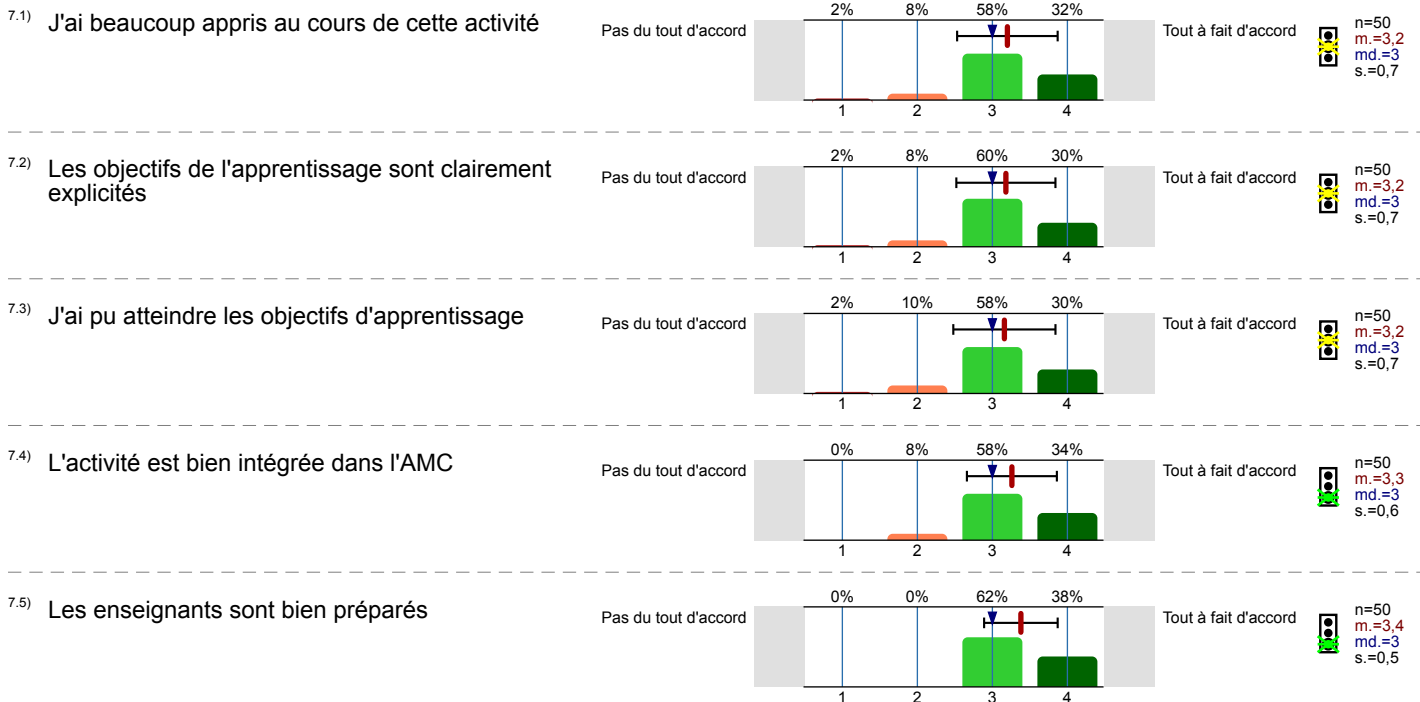 7.1) J'ai beaucoup appris au cours de cette activité
Pas du tout d'accord
2% 8% 58% 32%
1 2 3 4
Tout à fait d'accord
n=50
m.=3,2
md.=3
s.=0,7
7.2) Les objectifs de l'apprentissage sont clairement
explicités
Pas du tout d'accord
2% 8% 60% 30%
1 2 3 4
Tout à fait d'accord
n=50
m.=3,2
md.=3
s.=0,7
7.3) J'ai pu atteindre les objectifs d'apprentissage
Pas du tout d'accord
2% 10% 58% 30%
1 2 3 4
Tout à fait d'accord
n=50
m.=3,2
md.=3
s.=0,7
7.4) L'activité est bien intégrée dans l'AMC
Pas du tout d'accord
0% 8% 58% 34%
1 2 3 4
Tout à fait d'accord
n=50
m.=3,3
md.=3
s.=0,6
7.5) Les enseignants sont bien préparés
Pas du tout d'accord
0% 0% 62% 38%
1 2 3 4
Tout à fait d'accord
n=50
m.=3,4
md.=3
s.=0,5